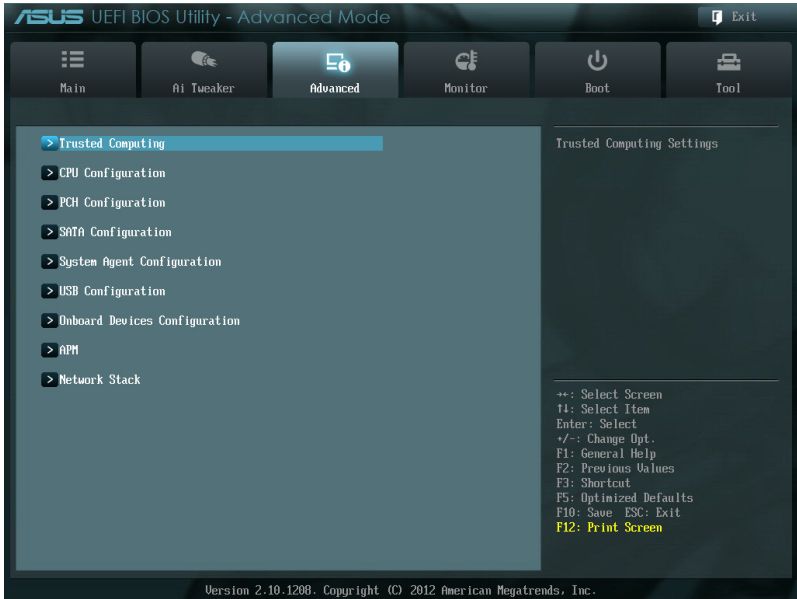 ASUS UEFI BIOS Utility - Advanced Mode
Exit
Main
Ai Tweaker
Advanced
Monitor
Boot
Tool
> Trusted Computing
> CPU Configuration
> PCH Configuration
> SATA Configuration
> System Agent Configuration
> USB Configuration
> Onboard Devices Configuration
> APM
> Network Stack
Trusted Computing Settings
→←: Select Screen
↑↓: Select Item
Enter: Select
+/-: Change Opt.
F1: General Help
F2: Previous Values
F3: Shortcut
F5: Optimized Defaults
F10: Save ESC: Exit
F12: Print Screen
Version 2.10.1208. Copyright (C) 2012 American Megatrends, Inc.